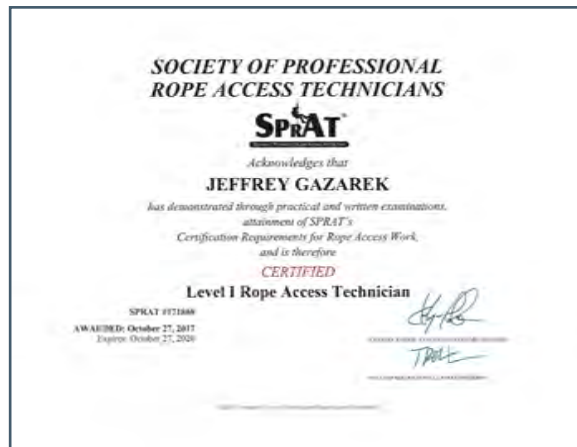 SOCIETY OF PROFESSIONAL
ROPE ACCESS TECHNICIANS
SPRAT
Acknowledges that
JEFFREY GAZAREK
has demonstrated through practical and written examinations,
attainment of SPRAT's
Certification Requirements for Rope Access Work,
and is therefore
CERTIFIED
Level I Rope Access Technician
SPRAT
AWARDED: October 27, 2017
Expires: October 27, 2020